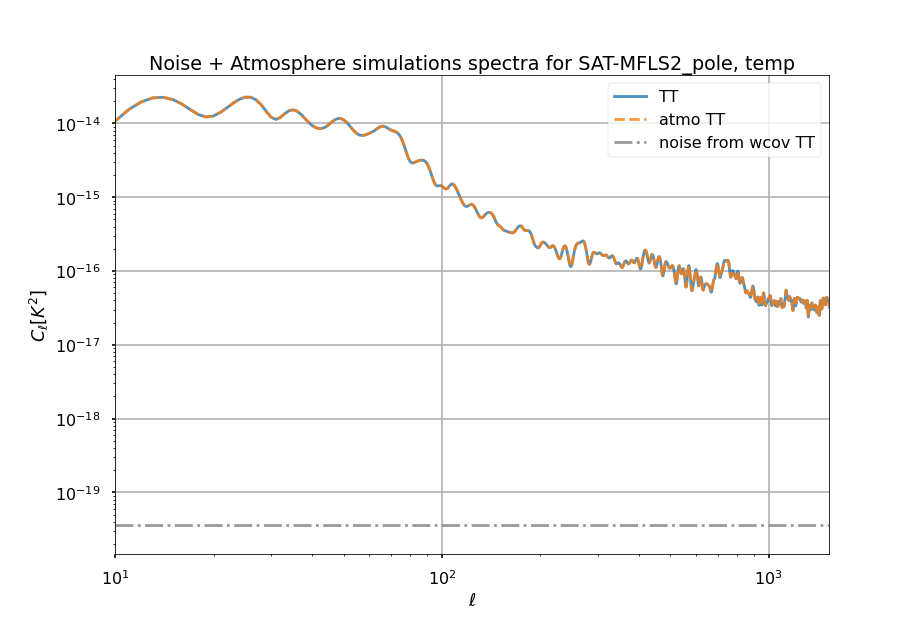 Noise + Atmosphere simulations spectra for SAT-MFLS2_pole, temp
TT
atmo TT
noise from wcov TT
10⁻¹⁴
10⁻¹⁵
10⁻¹⁶
10⁻¹⁷
10⁻¹⁸
10⁻¹⁹
C_ℓ[K²]
10¹ 10² 10³
ℓ